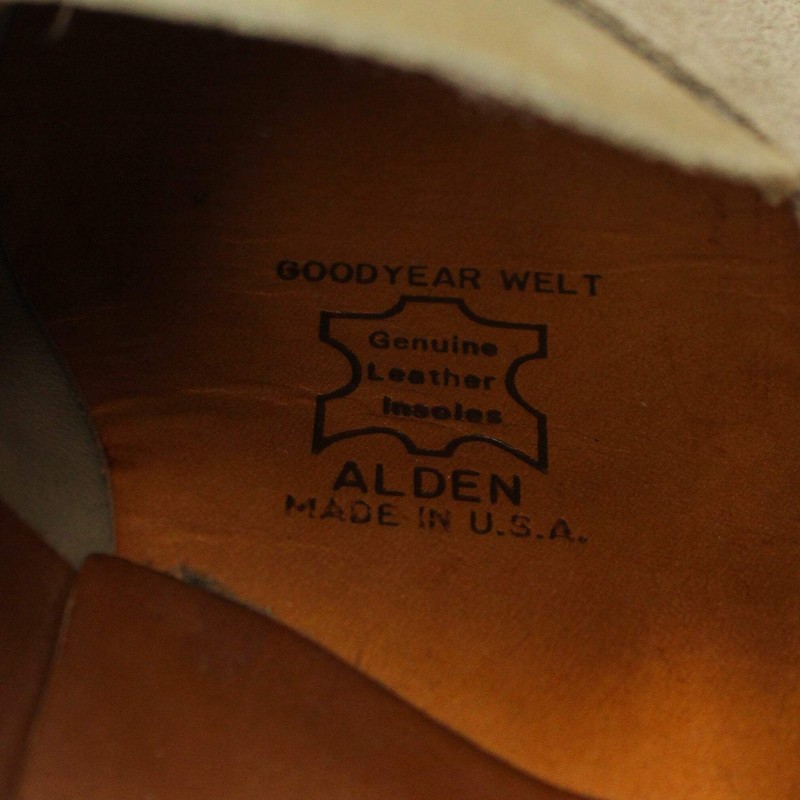 GOODYEAR WELT
Genuine
Leather
Insoles
ALDEN
MADE IN U.S.A.